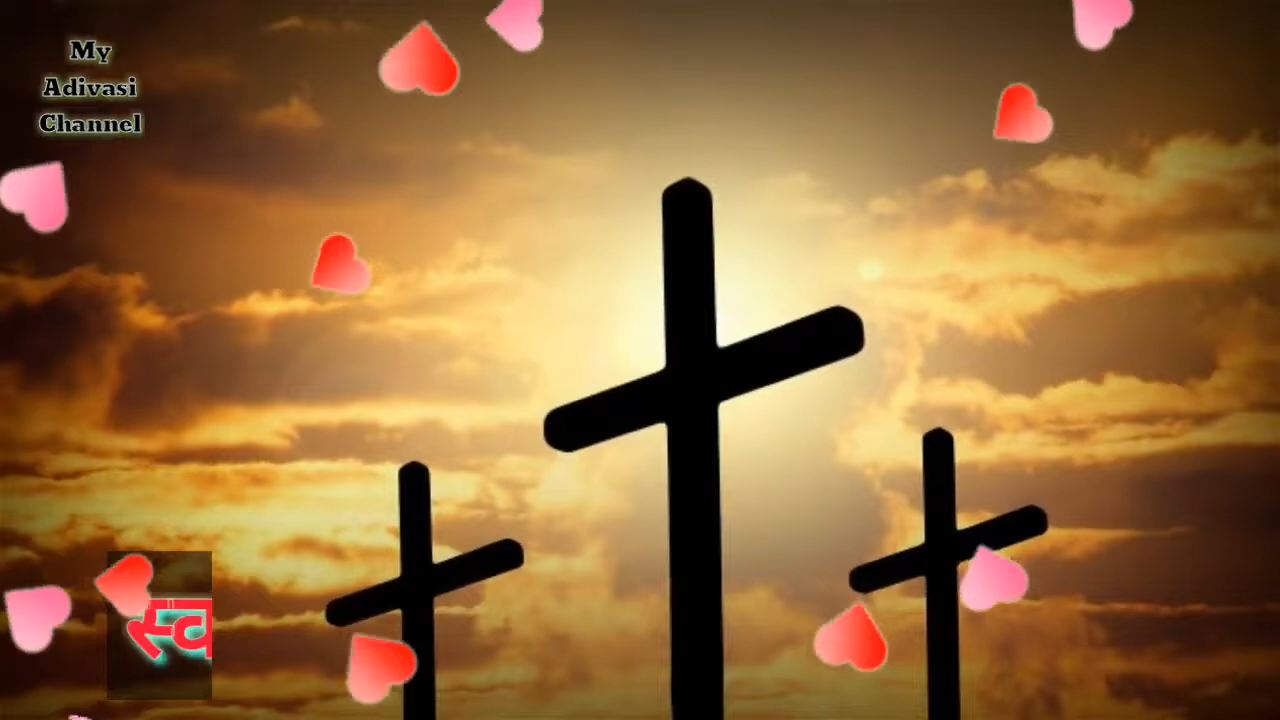 My
Adivasi
Channel
स्व